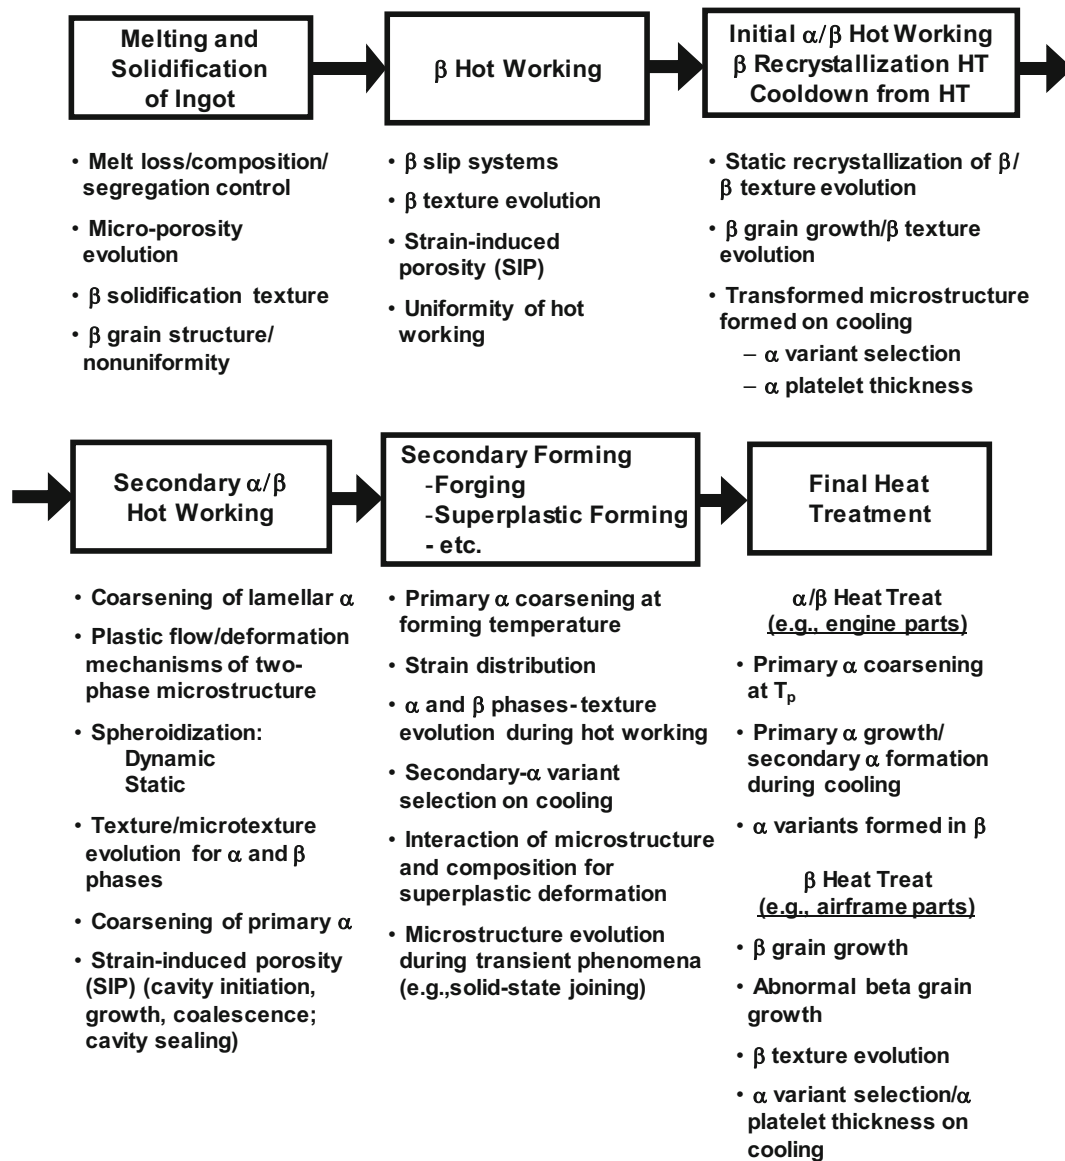 Melting and
Solidification
of Ingot
β Hot Working
Initial α/β Hot Working
β Recrystallization HT
Cooldown from HT
• Melt loss/composition/
segregation control
• Micro-porosity
evolution
• β solidification texture
• β grain structure/
nonuniformity
• β slip systems
• β texture evolution
• Strain-induced
porosity (SIP)
• Uniformity of hot
working
• Static recrystallization of β/
β texture evolution
• β grain growth/β texture
evolution
• Transformed microstructure
formed on cooling
– α variant selection
– α platelet thickness
Secondary α/β
Hot Working
Secondary Forming
-Forging
-Superplastic Forming
- etc.
Final Heat
Treatment
• Coarsening of lamellar α
• Plastic flow/deformation
mechanisms of two-
phase microstructure
• Spheroidization:
Dynamic
Static
• Texture/microtexture
evolution for α and β
phases
• Coarsening of primary α
• Strain-induced porosity
(SIP) (cavity initiation,
growth, coalescence;
cavity sealing)
• Primary α coarsening at
forming temperature
• Strain distribution
• α and β phases-texture
evolution during hot working
• Secondary-α variant
selection on cooling
• Interaction of microstructure
and composition for
superplastic deformation
• Microstructure evolution
during transient phenomena
(e.g.,solid-state joining)
α/β Heat Treat
(e.g., engine parts)
• Primary α coarsening
at Tp
• Primary α growth/
secondary α formation
during cooling
• α variants formed in β
β Heat Treat
(e.g., airframe parts)
• β grain growth
• Abnormal beta grain
growth
• β texture evolution
• α variant selection/α
platelet thickness on
cooling